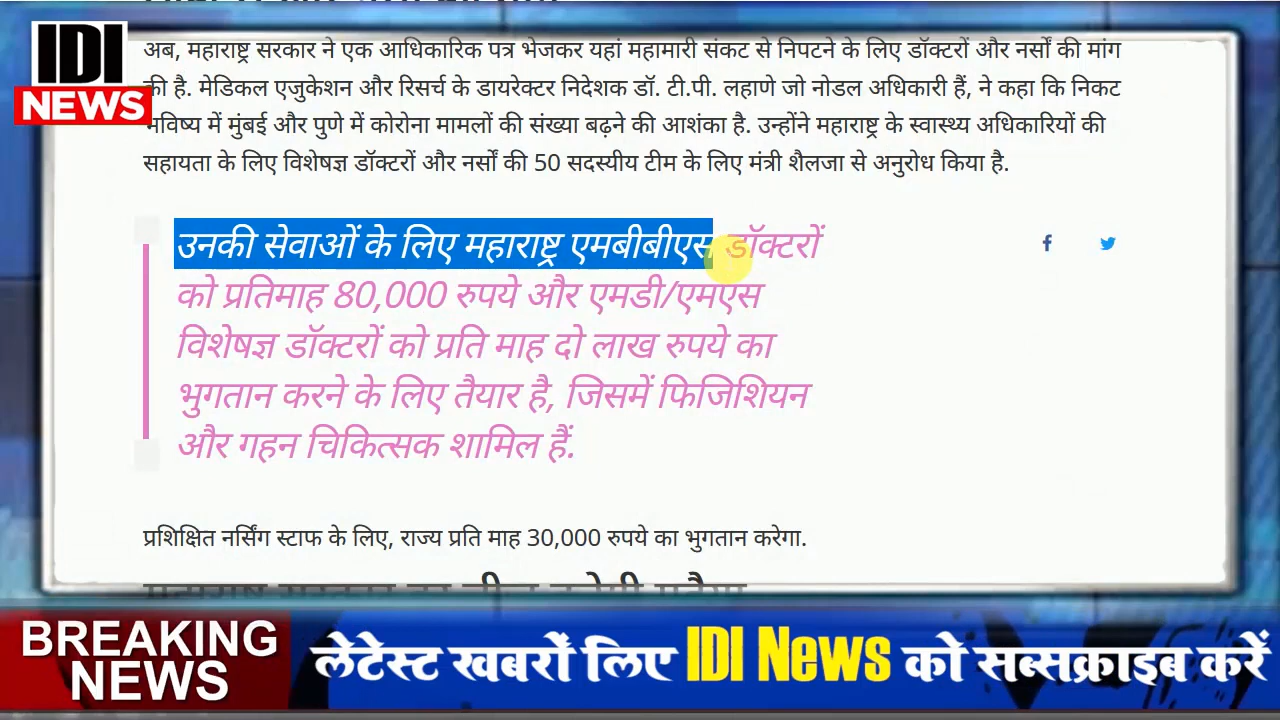 IDI
NEWS
अब, महाराष्ट्र सरकार ने एक आधिकारिक पत्र भेजकर यहां महामारी संकट से निपटने के लिए डॉक्टरों और नर्सों की मांग
की है. मेडिकल एजुकेशन और रिसर्च के डायरेक्टर निदेशक डॉ. टी.पी. लहाणे जो नोडल अधिकारी हैं, ने कहा कि निकट
भविष्य में मुंबई और पुणे में कोरोना मामलों की संख्या बढ़ने की आशंका है. उन्होंने महाराष्ट्र के स्वास्थ्य अधिकारियों की
सहायता के लिए विशेषज्ञ डॉक्टरों और नर्सों की 50 सदस्यीय टीम के लिए मंत्री शैलजा से अनुरोध किया है.
उनकी सेवाओं के लिए महाराष्ट्र एमबीबीएस डॉक्टरों
को प्रतिमाह 80,000 रुपये और एमडी/एमएस
विशेषज्ञ डॉक्टरों को प्रति माह दो लाख रुपये का
भुगतान करने के लिए तैयार है, जिसमें फिजिशियन
और गहन चिकित्सक शामिल हैं.
प्रशिक्षित नर्सिंग स्टाफ के लिए, राज्य प्रति माह 30,000 रुपये का भुगतान करेगा.
BREAKING
NEWS
लेटेस्ट खबरों लिए IDI News को सब्सक्राइब करें